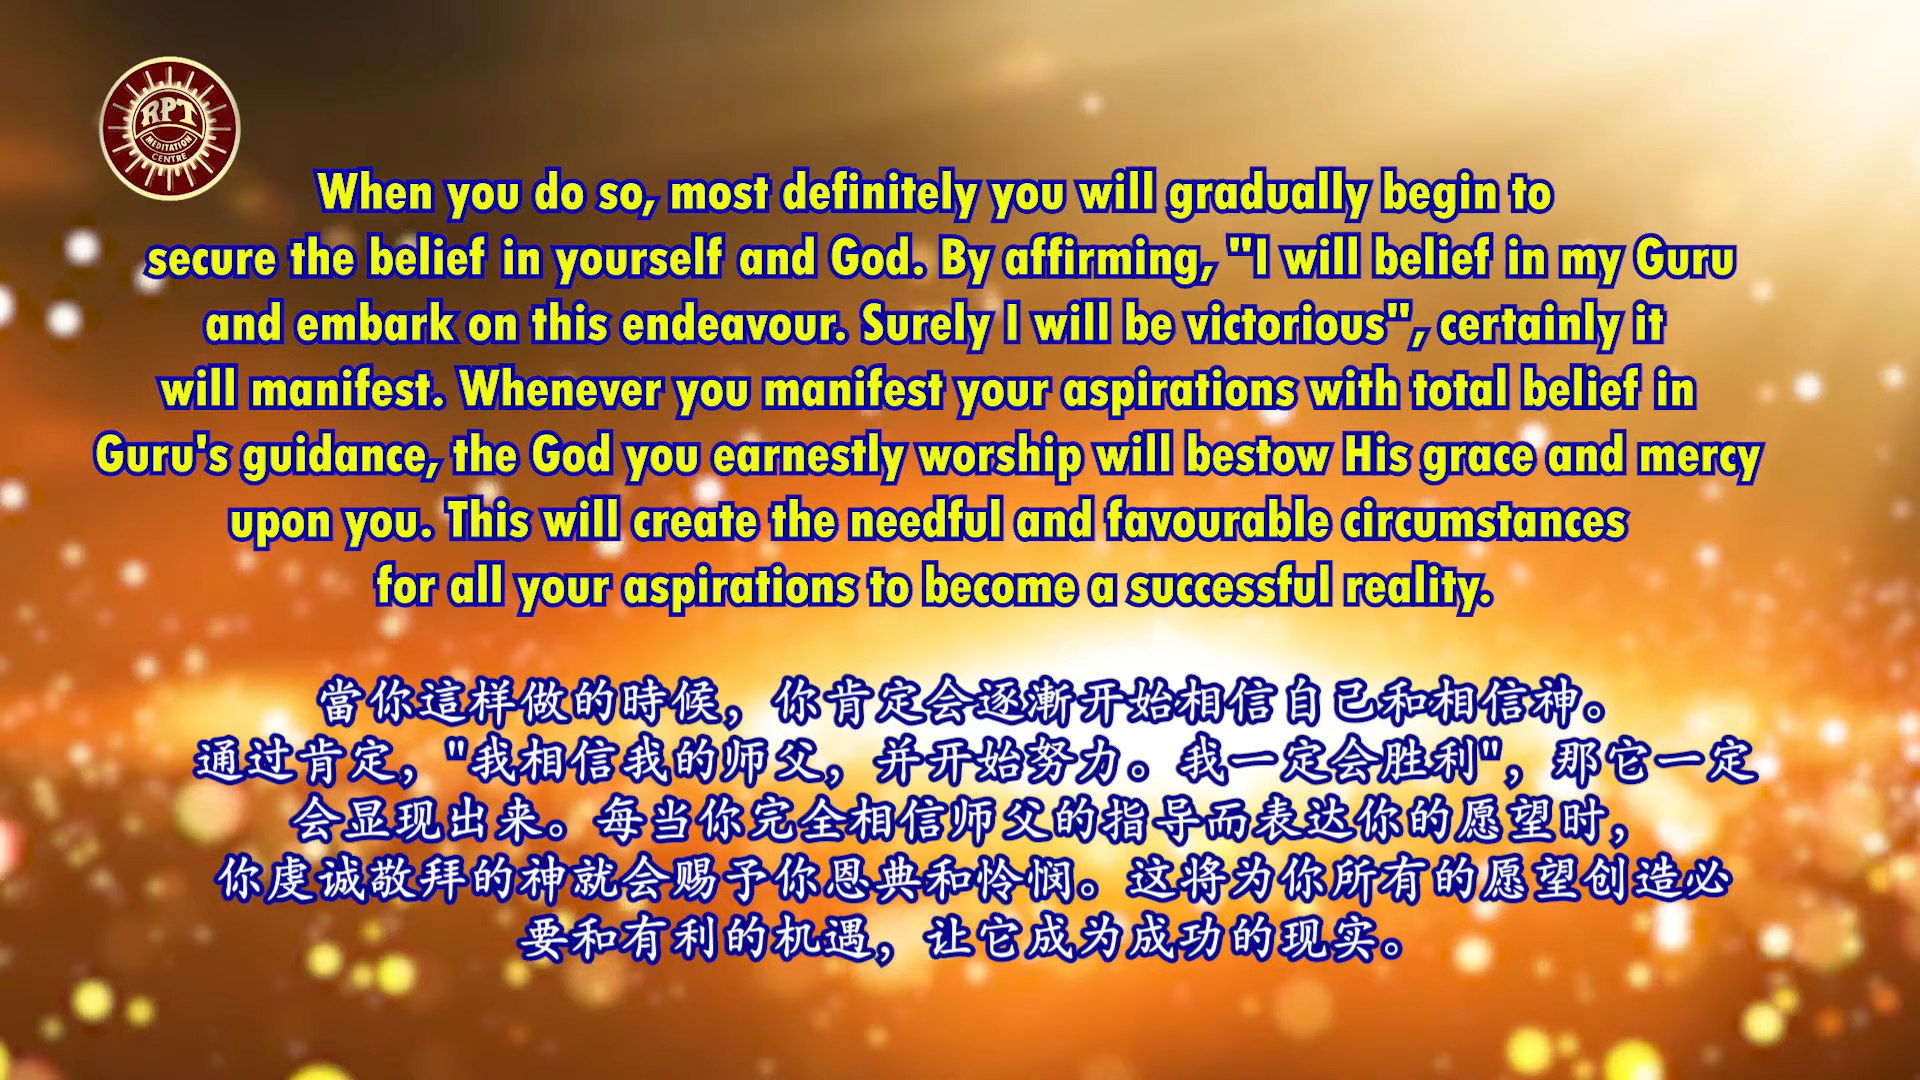 RPT
MEDITATION
CENTRE
When you do so, most definitely you will gradually begin to
secure the belief in yourself and God. By affirming, "I will belief in my Guru
and embark on this endeavour. Surely I will be victorious", certainly it
will manifest. Whenever you manifest your aspirations with total belief in
Guru's guidance, the God you earnestly worship will bestow His grace and mercy
upon you. This will create the needful and favourable circumstances
for all your aspirations to become a successful reality.
當你這样做的時候，你肯定会逐漸开始相信自己和相信神。
通过肯定，"我相信我的师父，并开始努力。我一定会胜利"，那它一定
会显现出来。每当你完全相信师父的指导而表达你的愿望时，
你虔诚敬拜的神就会赐予你恩典和怜悯。这将为你所有的愿望创造必
要和有利的机遇，让它成为成功的现实。